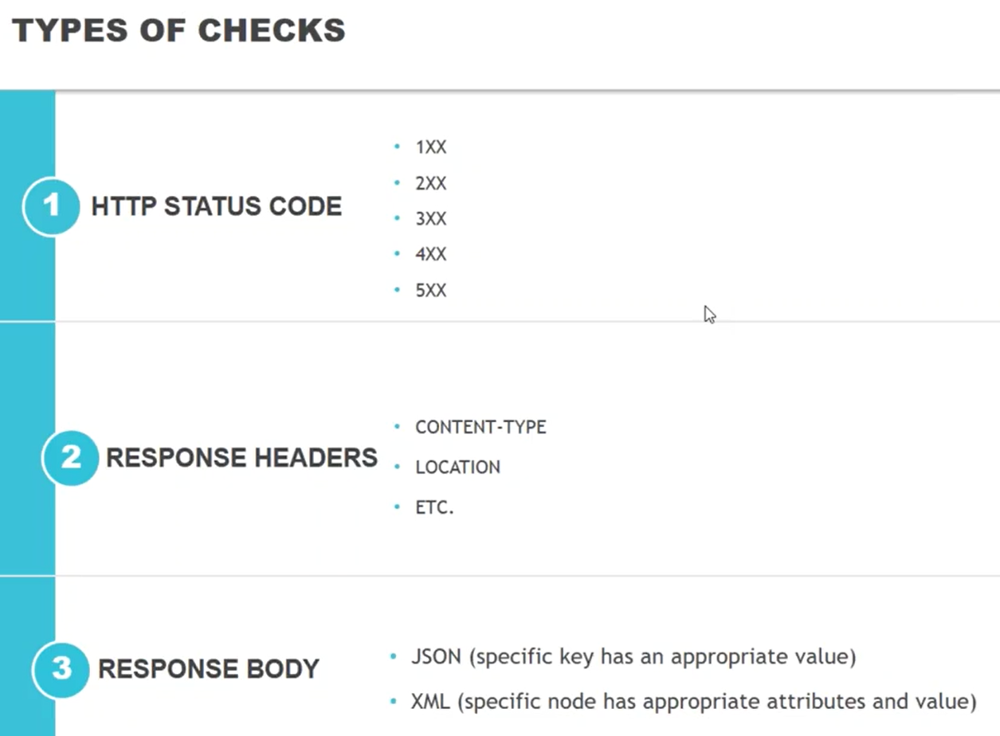 TYPES OF CHECKS
1 HTTP STATUS CODE
• 1XX
• 2XX
• 3XX
• 4XX
• 5XX
2 RESPONSE HEADERS
• CONTENT-TYPE
• LOCATION
• ETC.
3 RESPONSE BODY
• JSON (specific key has an appropriate value)
• XML (specific node has appropriate attributes and value)